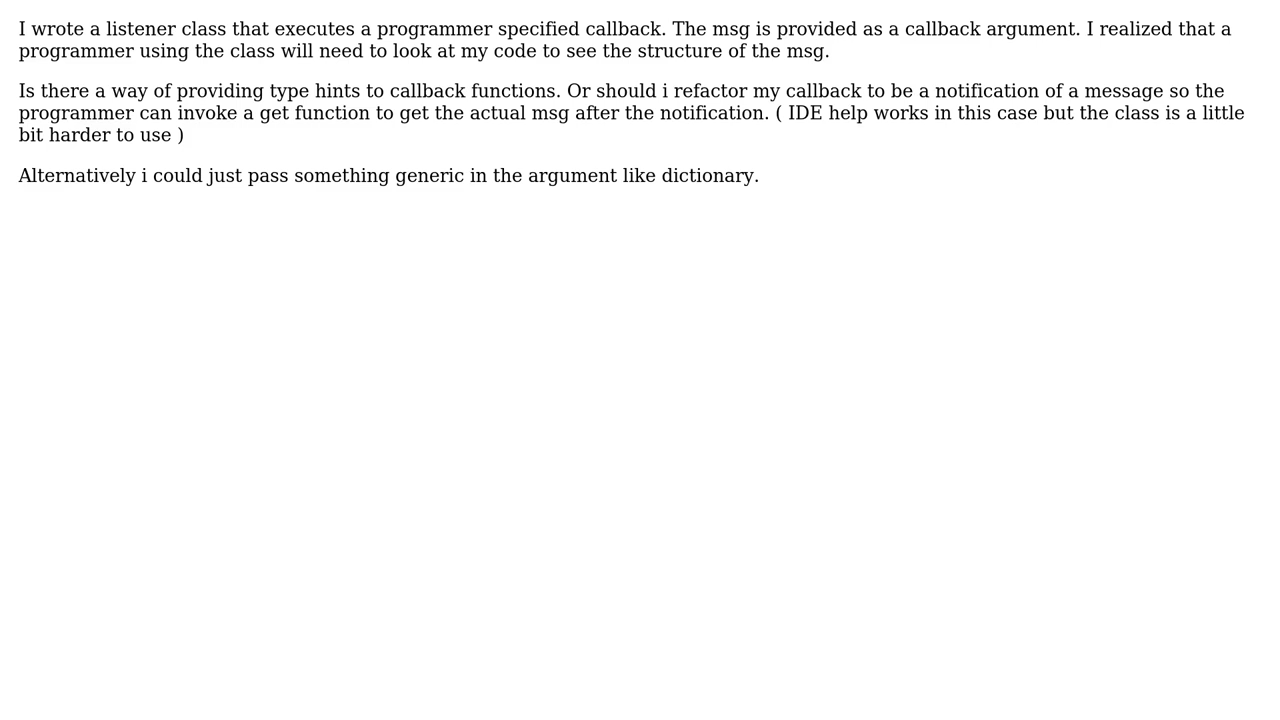 I wrote a listener class that executes a programmer specified callback. The msg is provided as a callback argument. I realized that a
programmer using the class will need to look at my code to see the structure of the msg.
Is there a way of providing type hints to callback functions. Or should i refactor my callback to be a notification of a message so the
programmer can invoke a get function to get the actual msg after the notification. ( IDE help works in this case but the class is a little
bit harder to use )
Alternatively i could just pass something generic in the argument like dictionary.